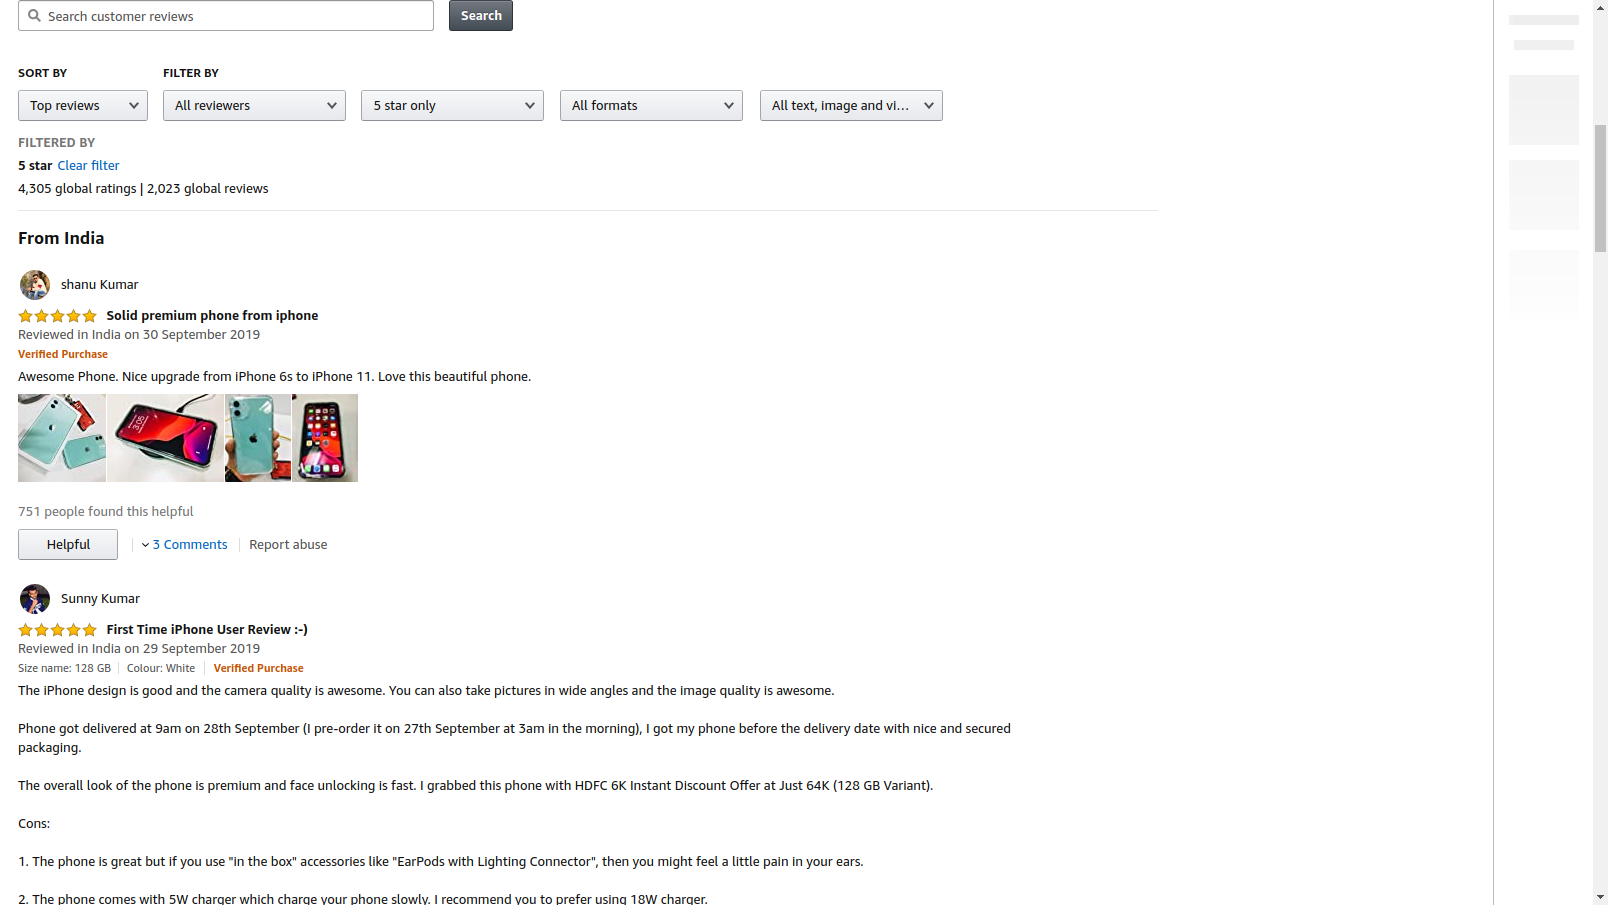 Search customer reviews
Search
SORT BY
FILTER BY
Top reviews
All reviewers
5 star only
All formats
All text, image and vi...
FILTERED BY
5 star Clear filter
4,305 global ratings | 2,023 global reviews
From India
shanu Kumar
Solid premium phone from iphone
Reviewed in India on 30 September 2019
Verified Purchase
Awesome Phone. Nice upgrade from iPhone 6s to iPhone 11. Love this beautiful phone.
3:05
751 people found this helpful
Helpful
3 Comments
Report abuse
Sunny Kumar
First Time iPhone User Review :-)
Reviewed in India on 29 September 2019
Size name: 128 GB
Colour: White
Verified Purchase
The iPhone design is good and the camera quality is awesome. You can also take pictures in wide angles and the image quality is awesome.
Phone got delivered at 9am on 28th September (I pre-order it on 27th September at 3am in the morning), I got my phone before the delivery date with nice and secured
packaging.
The overall look of the phone is premium and face unlocking is fast. I grabbed this phone with HDFC 6K Instant Discount Offer at Just 64K (128 GB Variant).
Cons:
1. The phone is great but if you use "in the box" accessories like "EarPods with Lighting Connector", then you might feel a little pain in your ears.
2. The phone comes with 5W charger which charge your phone slowly. I recommend you to prefer using 18W charger.